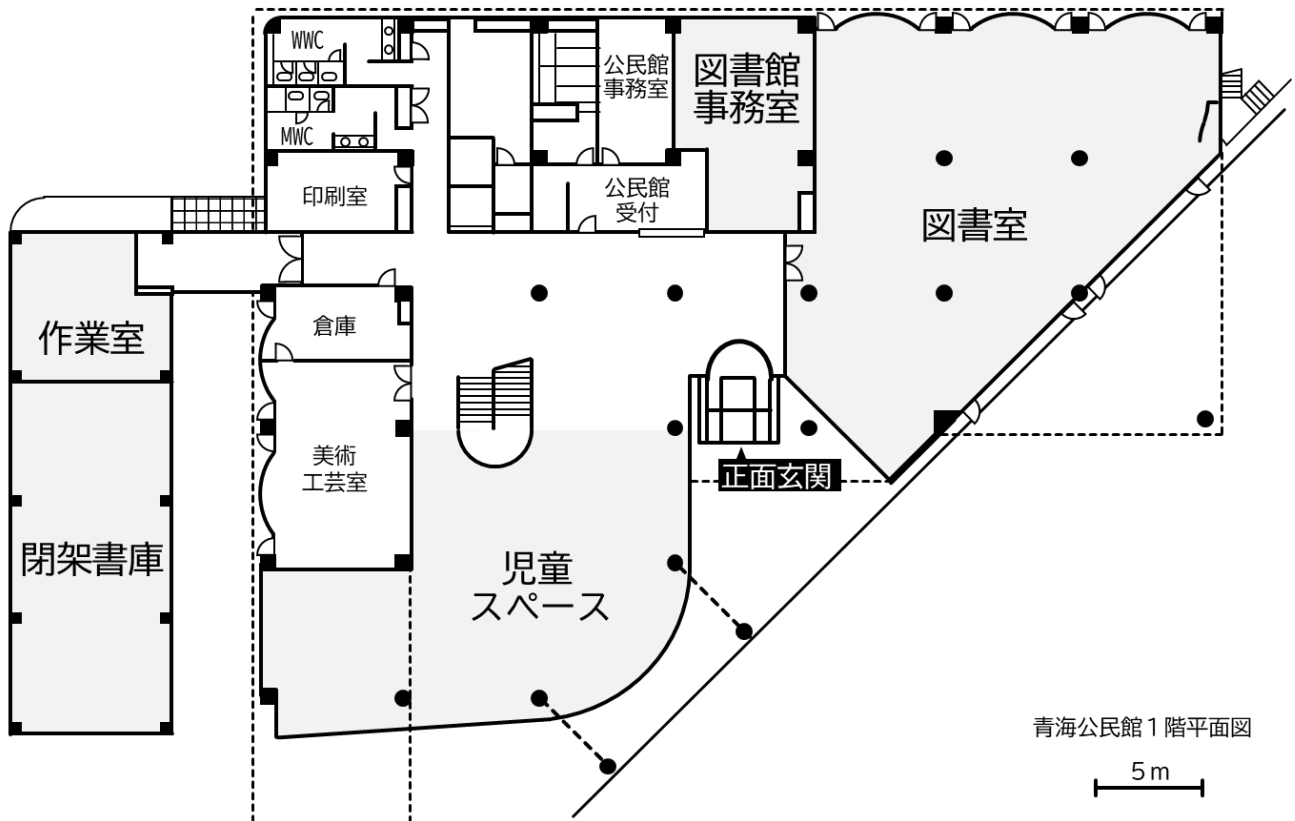 WWC
MWC
印刷室
公民館
事務室
図書館
事務室
公民館
受付
図書室
作業室
倉庫
美術
工芸室
正面玄関
閉架書庫
児童
スペース
青海公民館1階平面図
5m